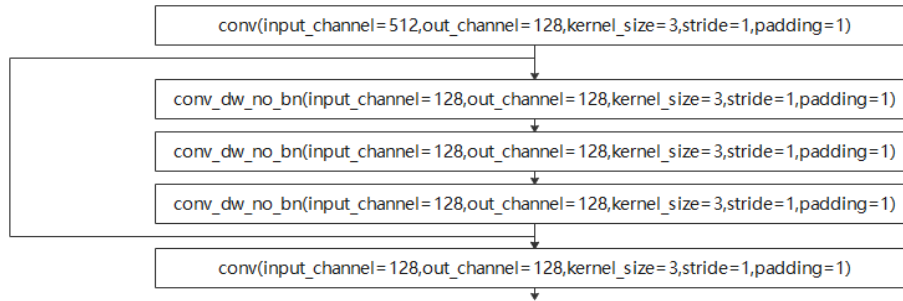 conv(input_channel=512,out_channel=128,kernel_size=3,stride=1,padding=1)
conv_dw_no_bn(input_channel=128,out_channel=128,kernel_size=3,stride=1,padding=1)
conv_dw_no_bn(input_channel=128,out_channel=128,kernel_size=3,stride=1,padding=1)
conv_dw_no_bn(input_channel=128,out_channel=128,kernel_size=3,stride=1,padding=1)
conv(input_channel=128,out_channel=128,kernel_size=3,stride=1,padding=1)